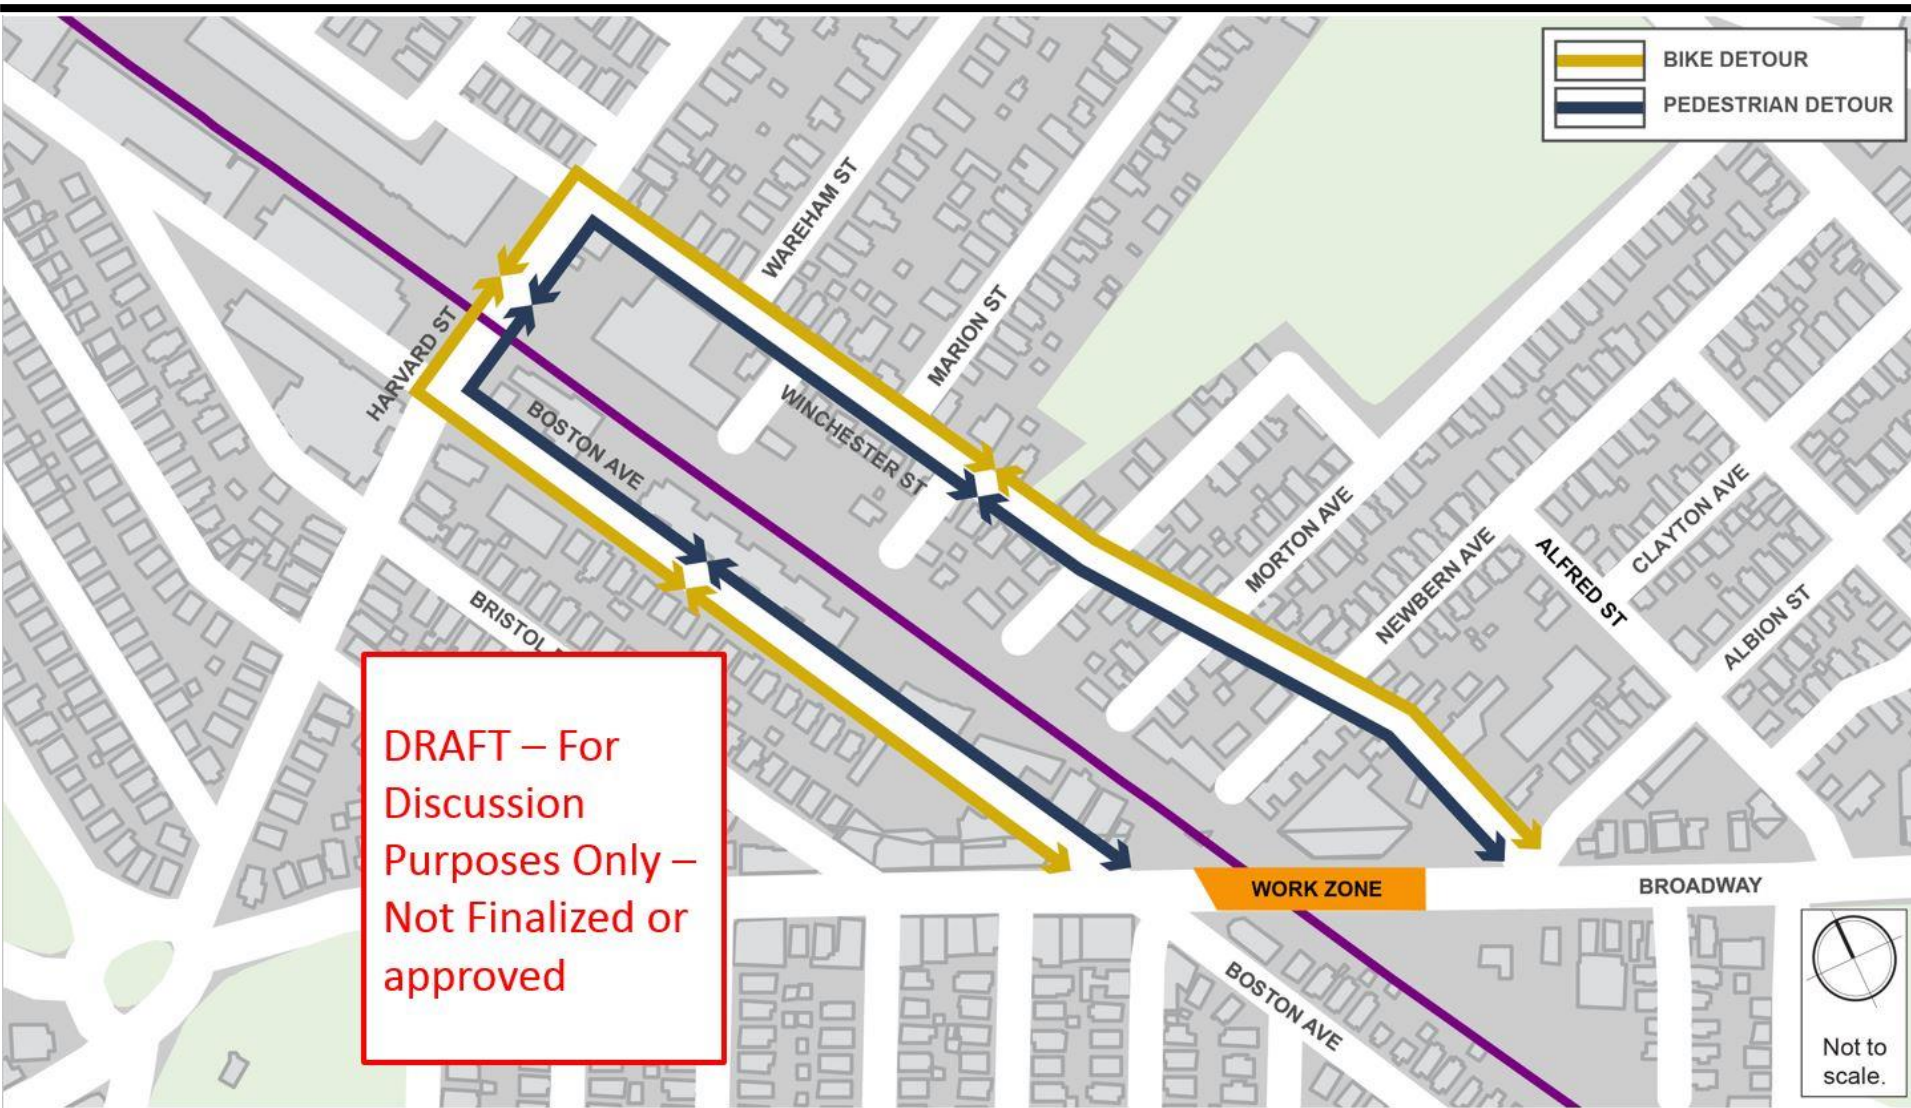 BIKE DETOUR
PEDESTRIAN DETOUR
WAREHAM ST
MARION ST
HARVARD ST
WINCHESTER ST
BOSTON AVE
BRISTOL
MORTON AVE
NEWBERN AVE
ALFRED ST
CLAYTON AVE
ALBION ST
DRAFT – For
Discussion
Purposes Only –
Not Finalized or
approved
WORK ZONE
BROADWAY
BOSTON AVE
Not to
scale.